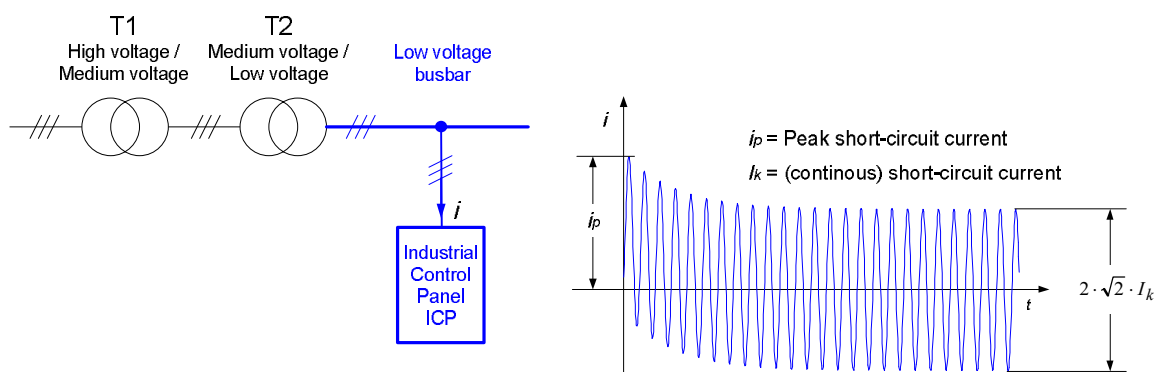 T1
High voltage /
Medium voltage
T2
Medium voltage /
Low voltage
Low voltage
busbar
i
Industrial
Control
Panel
ICP
i
ip = Peak short-circuit current
Ik = (continous) short-circuit current
ip
t
2 · √2 · Ik